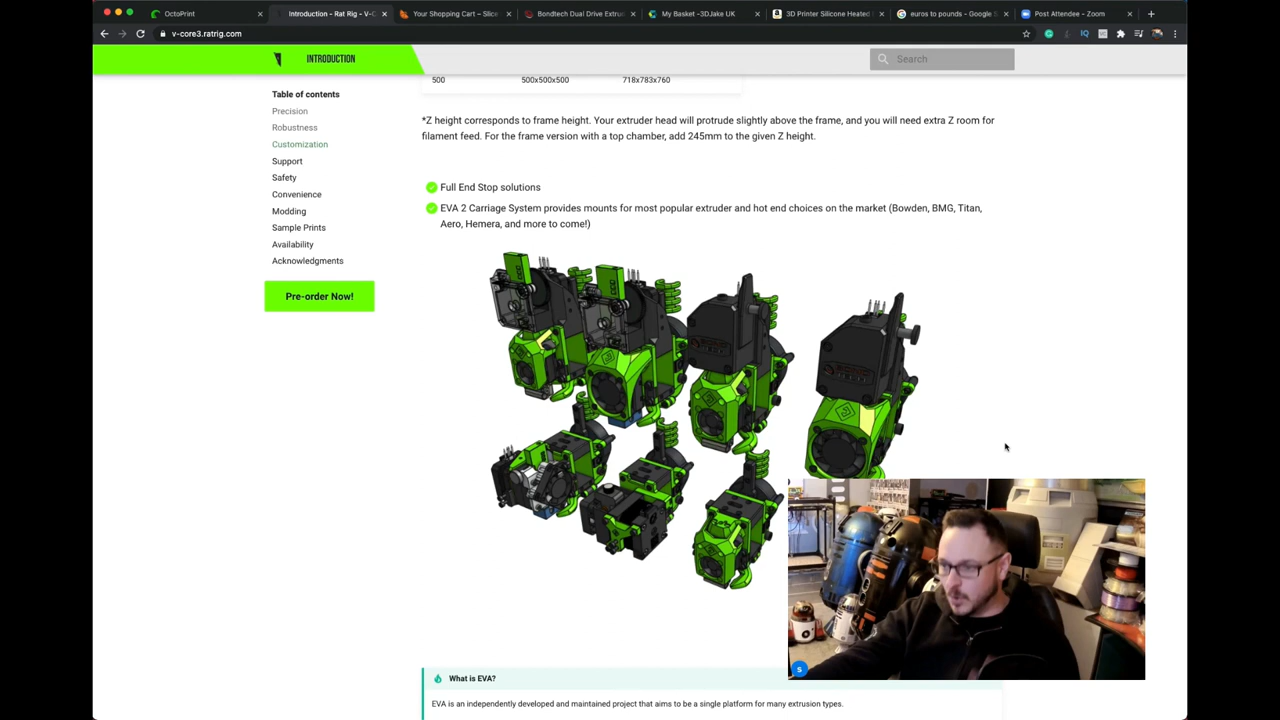 OctoPrint
Introduction - Rat Rig - V-C
Your Shopping Cart – Slice
Bondtech Dual Drive Extru
My Basket -3DJake UK
3D Printer Silicone Heated
euros to pounds - Google S
Post Attendee - Zoom
v-core3.ratrig.com
INTRODUCTION
Search
Table of contents
Precision
Robustness
Customization
Support
Safety
Convenience
Modding
Sample Prints
Availability
Acknowledgments
Pre-order Now!
500 500x500x500 718x783x760
*Z height corresponds to frame height. Your extruder head will protrude slightly above the frame, and you will need extra Z room for
filament feed. For the frame version with a top chamber, add 245mm to the given Z height.
Full End Stop solutions
EVA 2 Carriage System provides mounts for most popular extruder and hot end choices on the market (Bowden, BMG, Titan,
Aero, Hemera, and more to come!)
What is EVA?
EVA is an independently developed and maintained project that aims to be a single platform for many extrusion types.
s